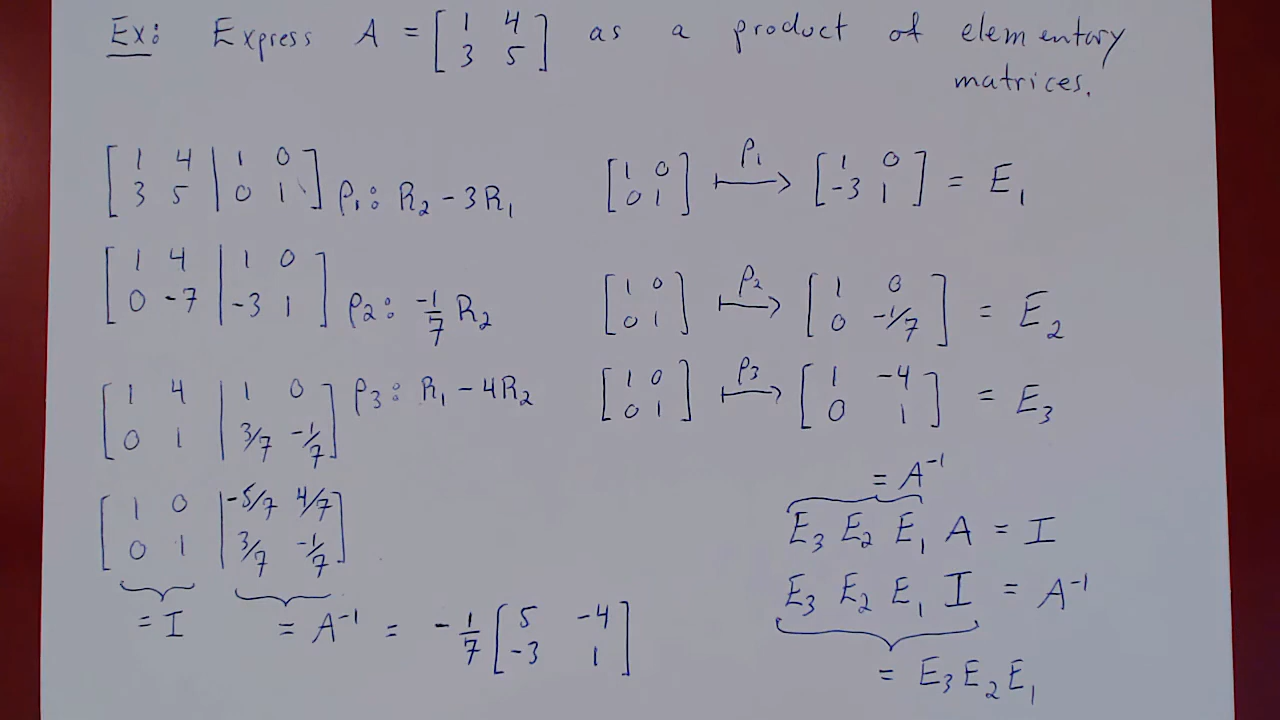 Ex: Express A = [ 1 4 ] as a product of elementary
[ 3 5 ]
matrices.
[ 1 4 | 1 0 ]
[ 3 5 | 0 1 ] ρ₁: R₂ - 3R₁
[ 1 0 ] ρ₁ [ 1 0 ]
[ 0 1 ] ↦ [ -3 1 ] = E₁
[ 1 4 | 1 0 ]
[ 0 -7 | -3 1 ] ρ₂: -1/7 R₂
[ 1 0 ] ρ₂ [ 1 0 ]
[ 0 1 ] ↦ [ 0 -1/7 ] = E₂
[ 1 4 | 1 0 ] ρ₃: R₁ - 4R₂
[ 0 1 | 3/7 -1/7 ]
[ 1 0 ] ρ₃ [ 1 -4 ]
[ 0 1 ] ↦ [ 0 1 ] = E₃
[ 1 0 | -5/7 4/7 ]
[ 0 1 | 3/7 -1/7 ]
= I = A⁻¹ = -1/7 [ 5 -4 ]
[ -3 1 ]
= A⁻¹
E₃ E₂ E₁ A = I
E₃ E₂ E₁ I = A⁻¹
= E₃E₂E₁